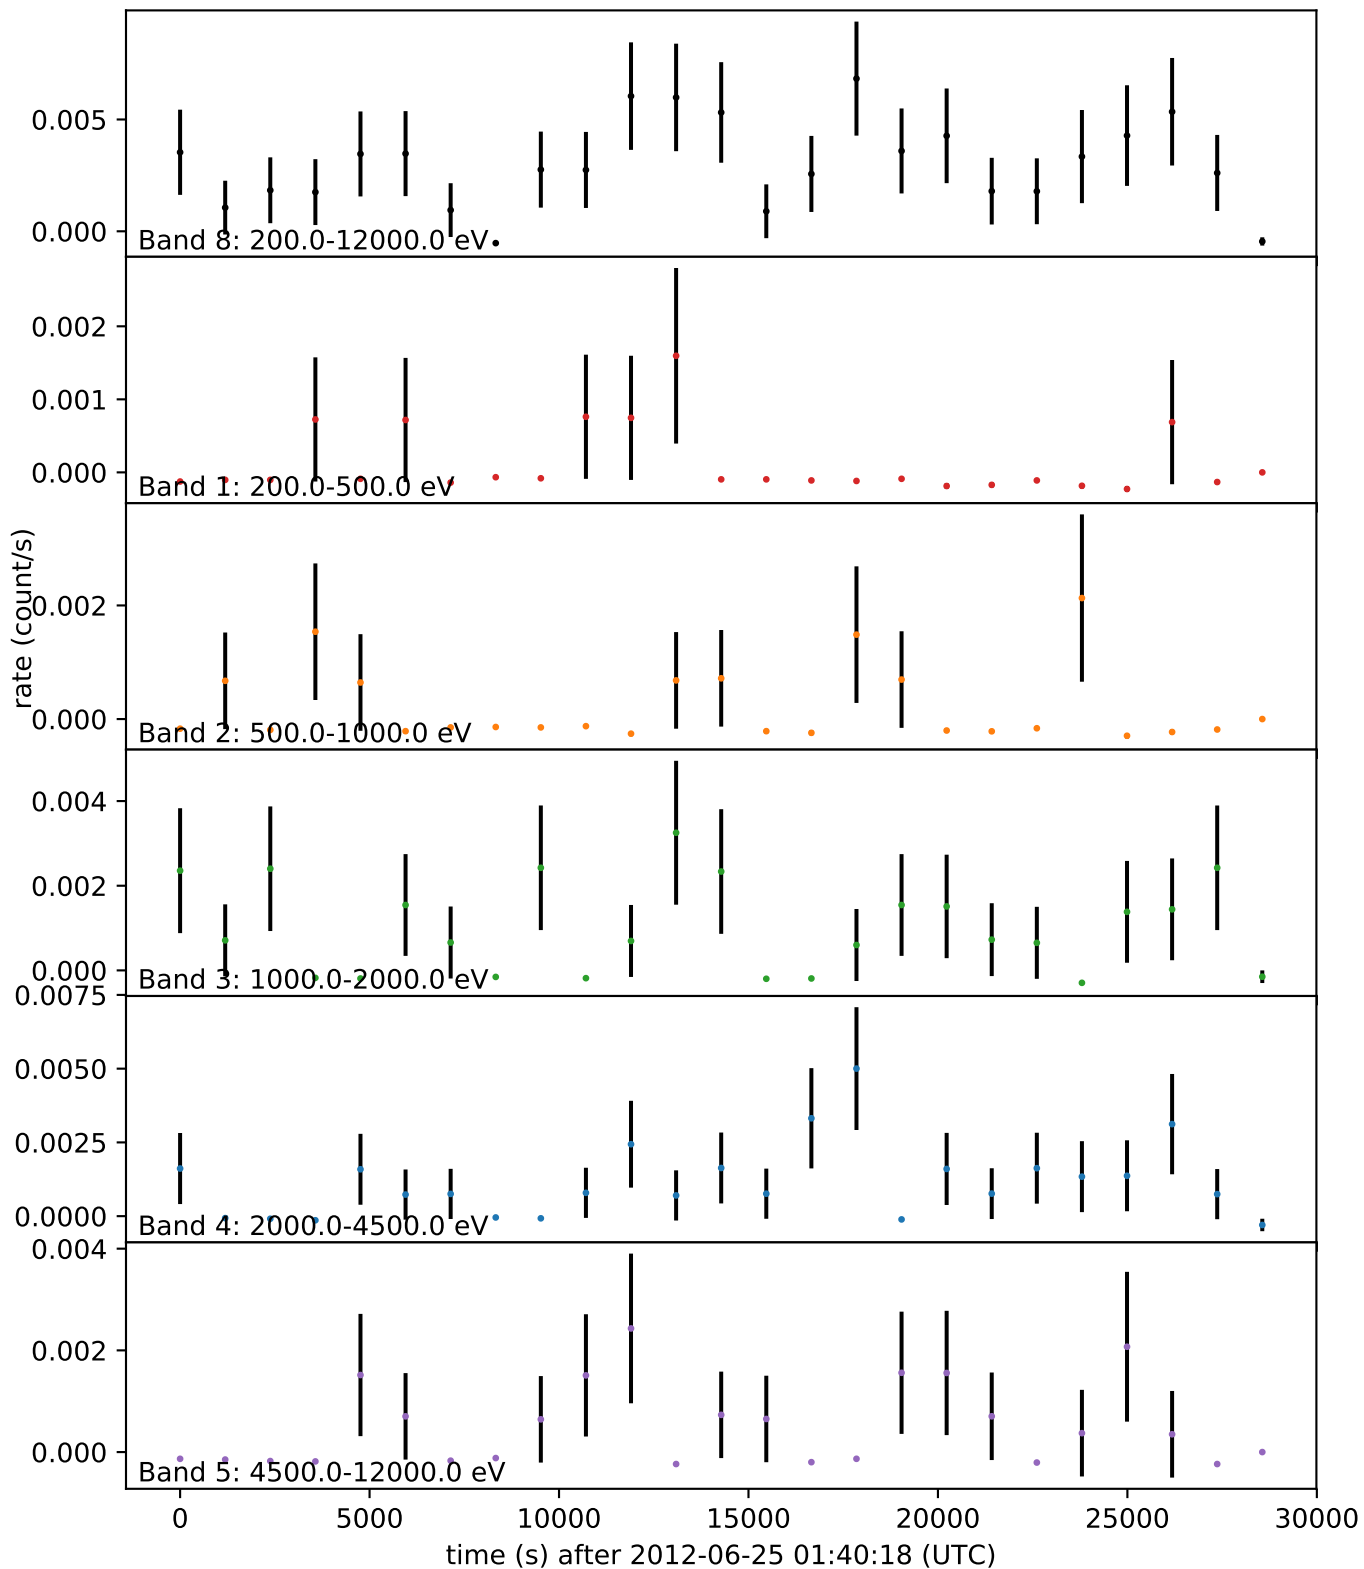 0.005
0.000
Band 8: 200.0-12000.0 eV
0.002
0.001
0.000
Band 1: 200.0-500.0 eV
rate (count/s)
0.002
0.000
Band 2: 500.0-1000.0 eV
0.004
0.002
0.000
Band 3: 1000.0-2000.0 eV
0.0075
0.0050
0.0025
0.0000
Band 4: 2000.0-4500.0 eV
0.004
0.002
0.000
Band 5: 4500.0-12000.0 eV
0 5000 10000 15000 20000 25000 30000
time (s) after 2012-06-25 01:40:18 (UTC)